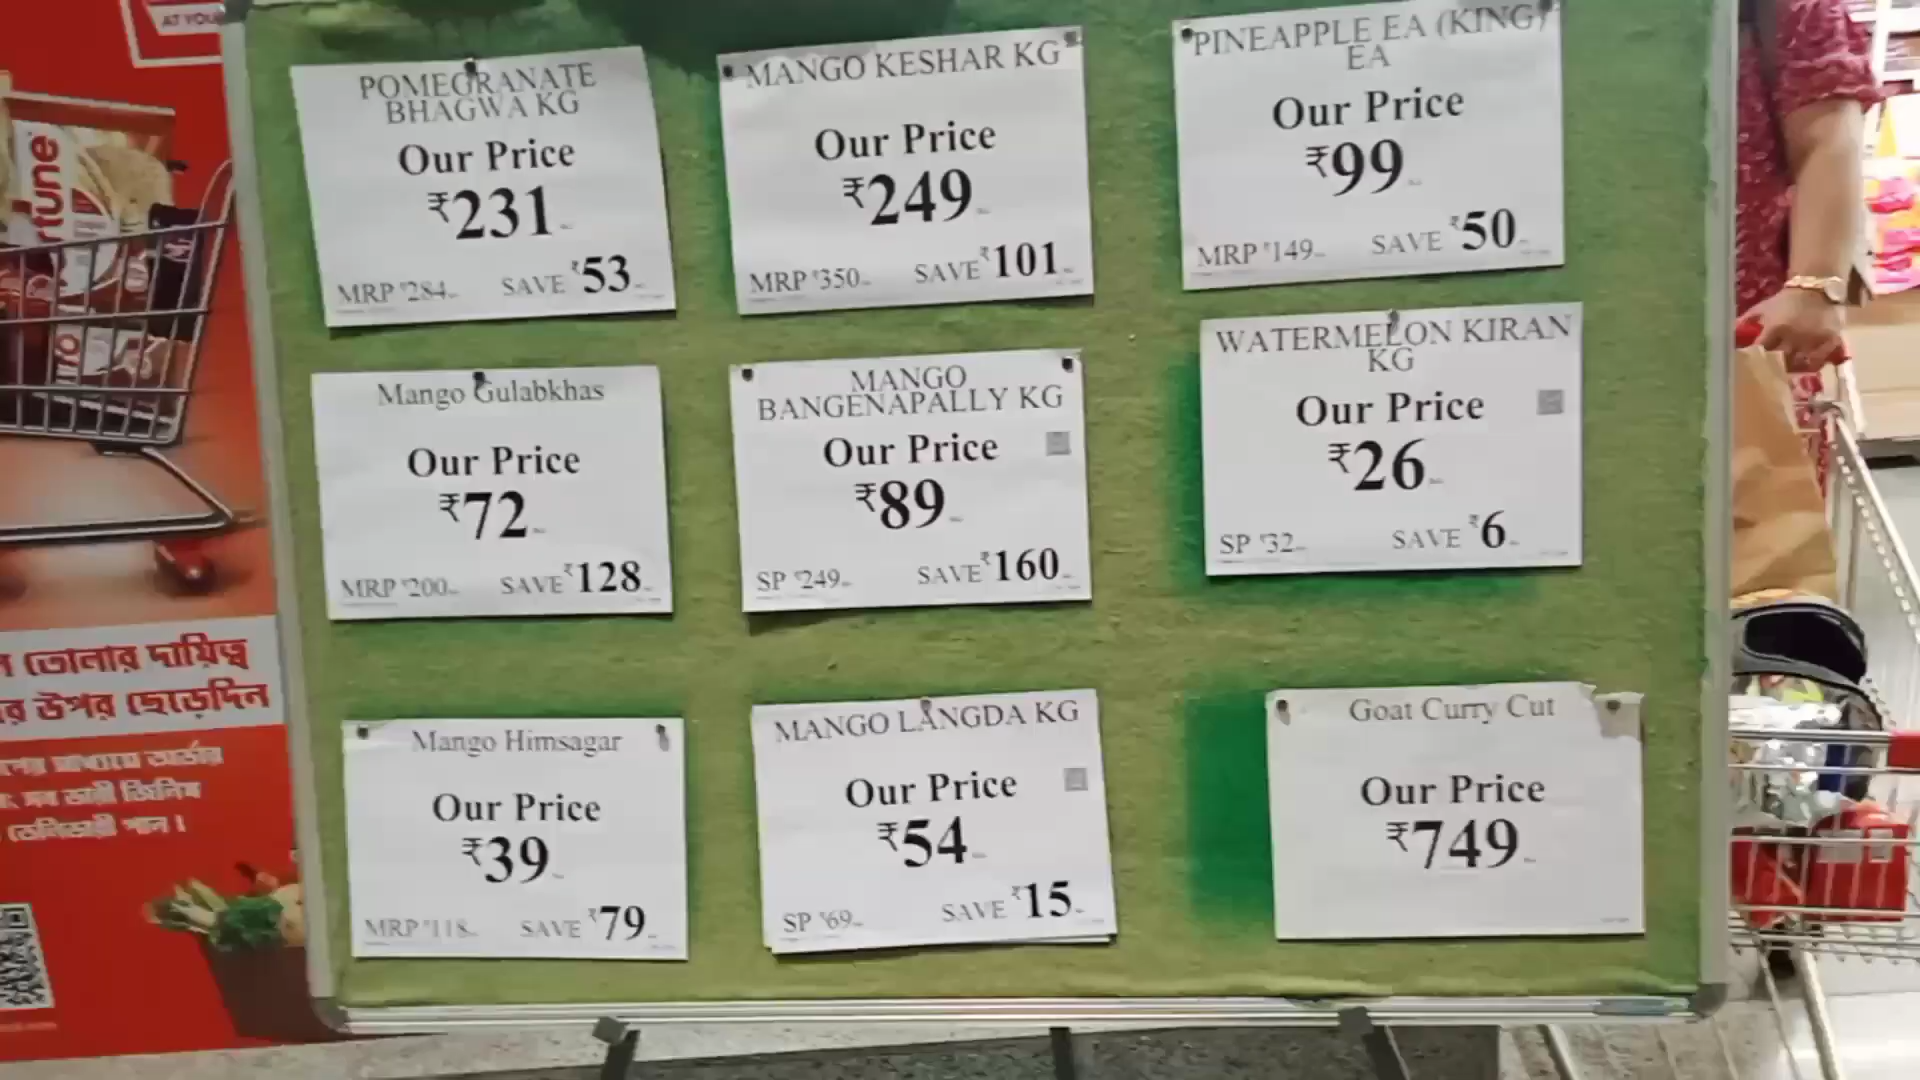 AT YOU
POMEGRANATE
BHAGWA KG
Our Price
₹231
MRP ₹284 SAVE ₹53
MANGO KESHAR KG
Our Price
₹249
MRP ₹350 SAVE ₹101
PINEAPPLE EA (KING)
EA
Our Price
₹99
MRP ₹149 SAVE ₹50
Mango Gulabkhas
Our Price
₹72
MRP ₹200 SAVE ₹128
MANGO
BANGENAPALLY KG
Our Price
₹89
SP ₹249 SAVE ₹160
WATERMELON KIRAN
KG
Our Price
₹26
SP ₹32 SAVE ₹6
Mango Himsagar
Our Price
₹39
MRP ₹118 SAVE ₹79
MANGO LANGDA KG
Our Price
₹54
SP ₹69 SAVE ₹15
Goat Curry Cut
Our Price
₹749
rtune
তোলার দায়িত্ব
উপর ছেড়েদিন